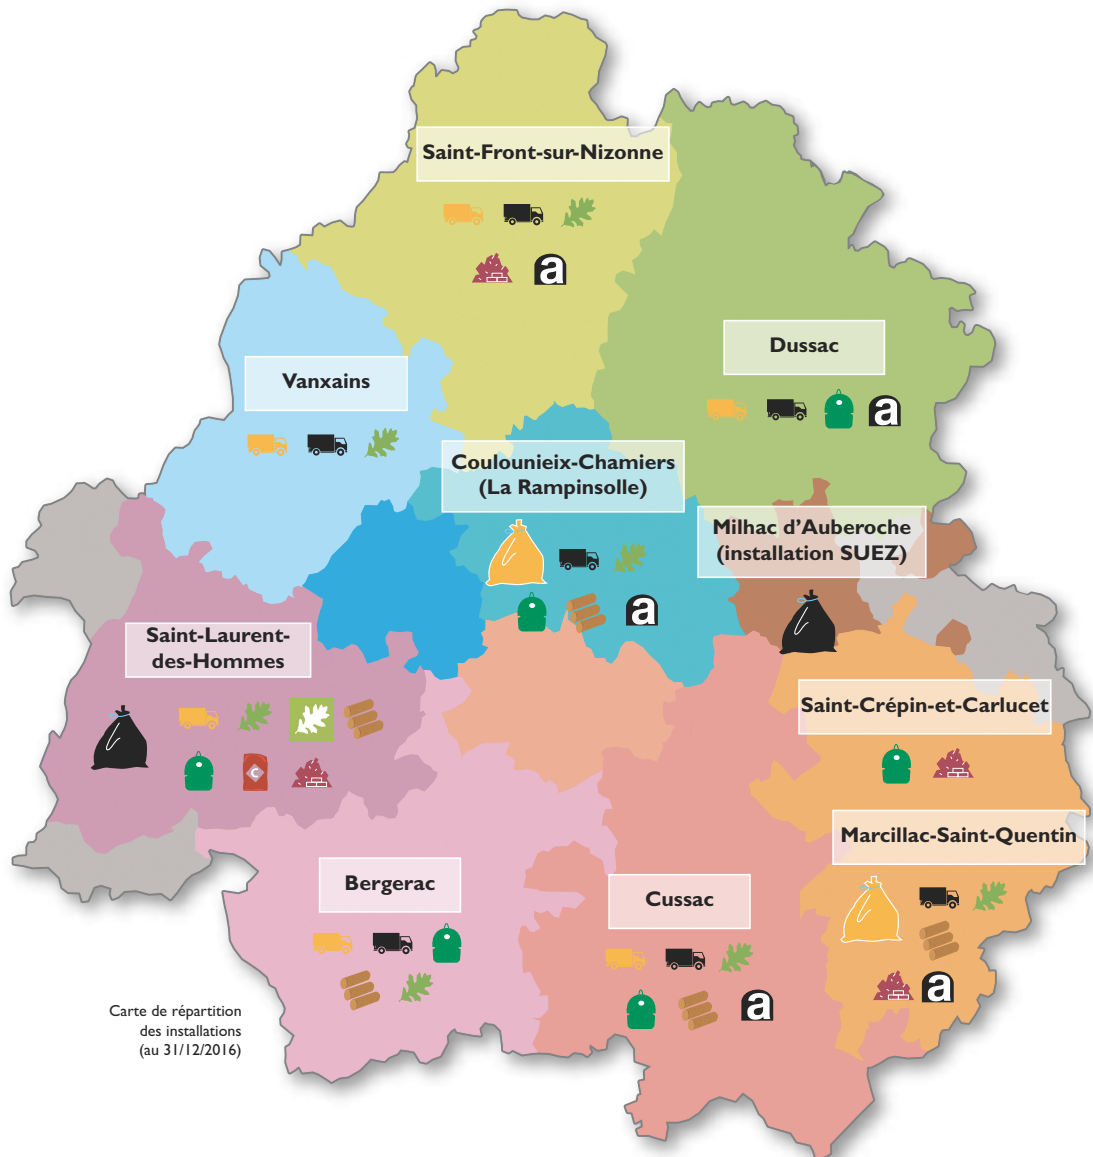 Saint-Front-sur-Nizonne
a
Dussac
a
Vanxains
Coulounieix-Chamiers
(La Rampinsolle)
a
Milhac d'Auberoche
(installation SUEZ)
Saint-Laurent-
des-Hommes
C
Saint-Crépin-et-Carlucet
Marcillac-Saint-Quentin
a
Bergerac
Cussac
a
Carte de répartition
des installations
(au 31/12/2016)